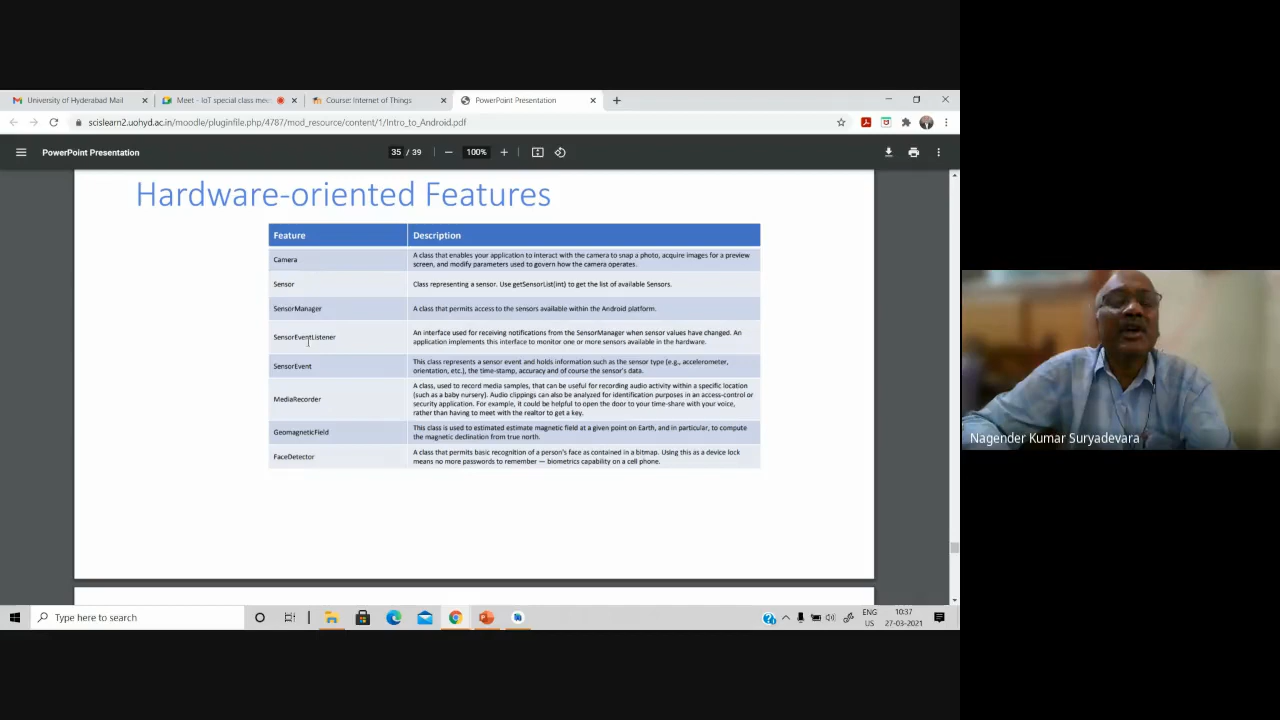 University of Hyderabad Mail
Meet - IoT special class mee
Course: Internet of Things
PowerPoint Presentation
scislearn2.uohyd.ac.in/moodle/pluginfile.php/4787/mod_resource/content/1/Intro_to_Android.pdf
PowerPoint Presentation
35 / 39
100%
Hardware-oriented Features
Feature Description
Camera
A class that enables your application to interact with the camera to snap a photo, acquire images for a preview
screen, and modify parameters used to govern how the camera operates.
Sensor
Class representing a sensor. Use getSensorList(int) to get the list of available Sensors.
SensorManager
A class that permits access to the sensors available within the Android platform.
SensorEventListener
An interface used for receiving notifications from the SensorManager when sensor values have changed. An
application implements this interface to monitor one or more sensors available in the hardware.
SensorEvent
This class represents a sensor event and holds information such as the sensor type (e.g., accelerometer,
orientation, etc.), the time-stamp, accuracy and of course the sensor's data.
MediaRecorder
A class, used to record media samples, that can be useful for recording audio activity within a specific location
(such as a baby nursery). Audio clippings can also be analyzed for identification purposes in an access-control or
security application. For example, it could be helpful to open the door to your time-share with your voice,
rather than having to meet with the realtor to get a key.
GeomagneticField
This class is used to estimated estimate magnetic field at a given point on Earth, and in particular, to compute
the magnetic declination from true north.
FaceDetector
A class that permits basic recognition of a person's face as contained in a bitmap. Using this as a device lock
means no more passwords to remember — biometrics capability on a cell phone.
Nagender Kumar Suryadevara
Type here to search
ENG
US
10:37
27-03-2021